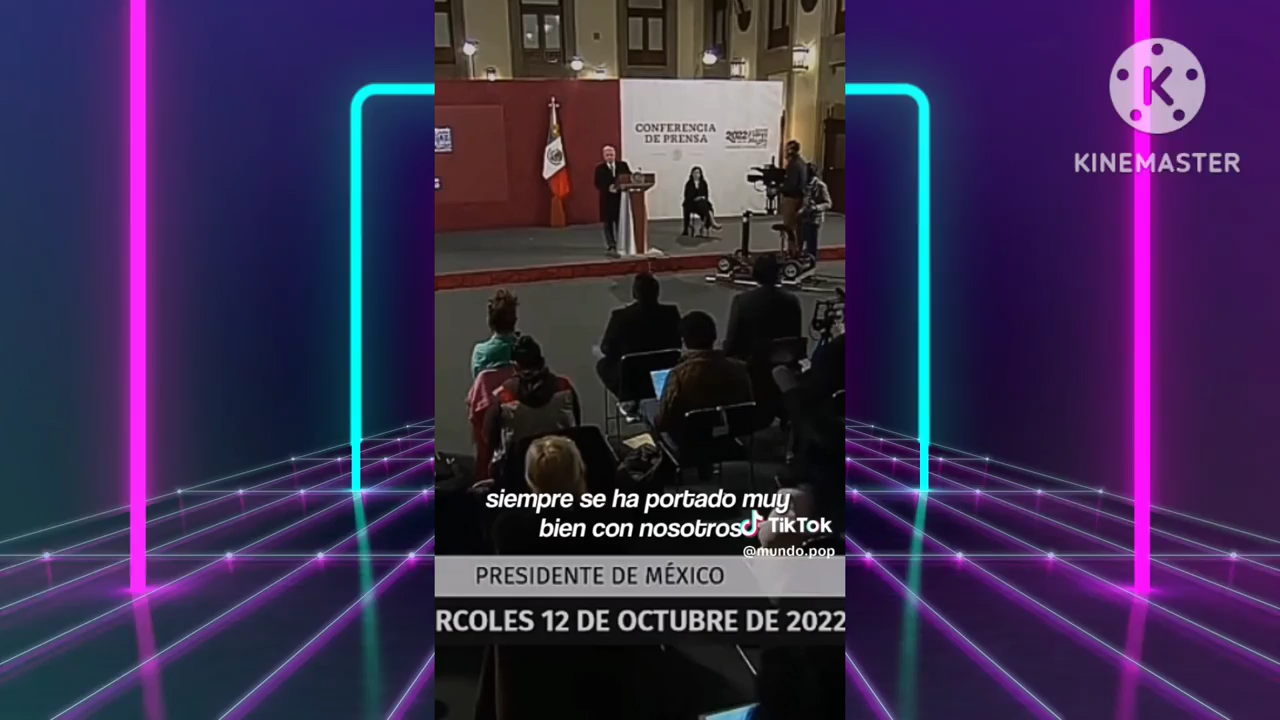 KINEMASTER
CONFERENCIA
DE PRENSA
2022
siempre se ha portado muy
bien con nosotros
TikTok
@mundo.pop
PRESIDENTE DE MÉXICO
RCOLES 12 DE OCTUBRE DE 2022